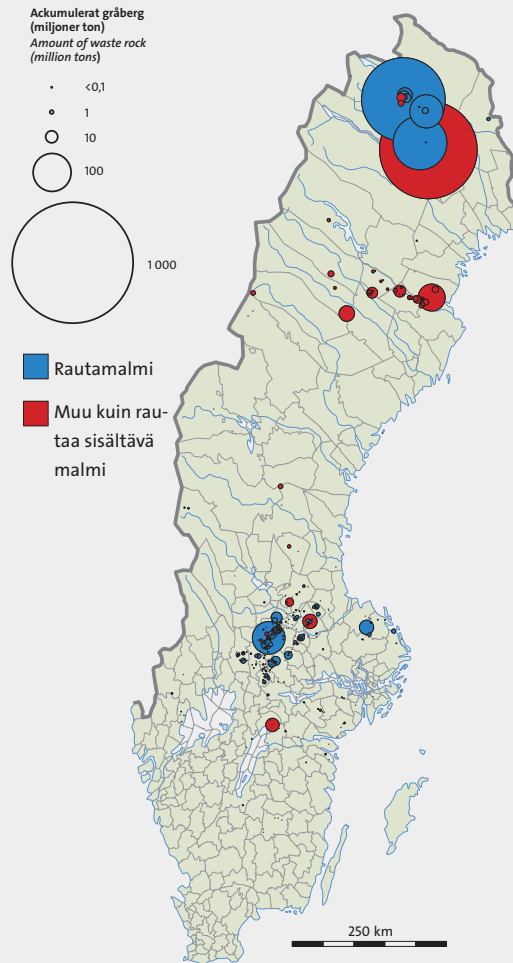 Ackumulerat gråberg
(miljoner ton)
Amount of waste rock
(million tons)
<0,1
1
10
100
1 000
Rautamalmi
Muu kuin rau-
taa sisältävä
malmi
250 km